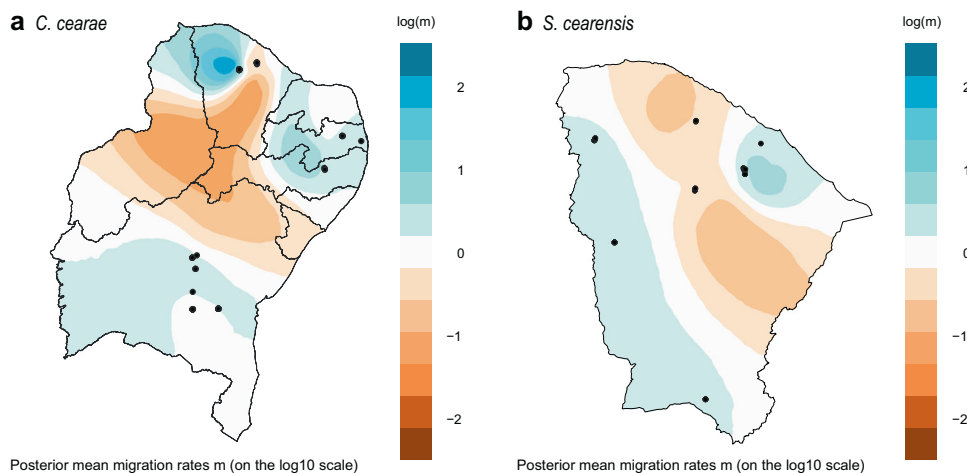 a C. cearae
log(m)
2
1
0
−1
−2
Posterior mean migration rates m (on the log10 scale)
b S. cearensis
log(m)
2
1
0
−1
−2
Posterior mean migration rates m (on the log10 scale)